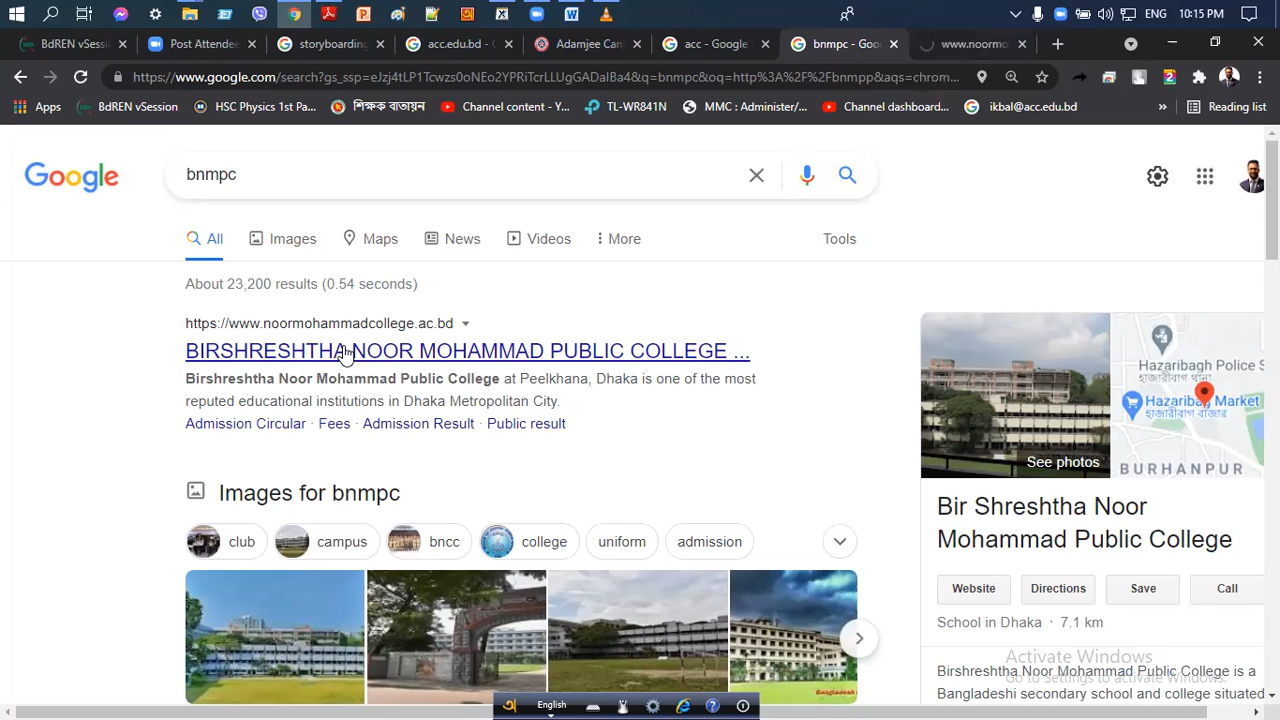 ENG 10:15 PM
BdREN vSessi
Post Attende
storyboarding
acc.edu.bd - G
Adamjee Can
acc - Google
bnmpc - Goo
www.noormo
https://www.google.com/search?gs_ssp=eJzj4tLP1Tcwzs0oNEo2YPRiTcrLLUgGADalBa4&q=bnmpc&oq=http%3A%2F%2Fbnmpp&aqs=chrom...
Apps
BdREN vSession
HSC Physics 1st Pa...
শিক্ষক বাতায়ন
Channel content - Y...
TL-WR841N
MMC : Administer/...
Channel dashboard...
ikbal@acc.edu.bd
»
Reading list
Google
bnmpc
All
Images
Maps
News
Videos
More
Tools
About 23,200 results (0.54 seconds)
https://www.noormohammadcollege.ac.bd
BIRSHRESHTHA NOOR MOHAMMAD PUBLIC COLLEGE ...
Birshreshtha Noor Mohammad Public College at Peelkhana, Dhaka is one of the most
reputed educational institutions in Dhaka Metropolitan City.
Admission Circular · Fees · Admission Result · Public result
Images for bnmpc
club
campus
bncc
college
uniform
admission
Bangladesh
See photos
Hazaribagh Police S
হাজারীবাগ থানা
Hazaribag Market
হাজারীবাগ বাজার
BURHANPUR
Bir Shreshtha Noor
Mohammad Public College
Website
Directions
Save
Call
School in Dhaka · 7.1 km
Activate Windows
Go to Settings to activate Windows.
Birshreshtha Noor Mohammad Public College is a
Bangladeshi secondary school and college situated
English